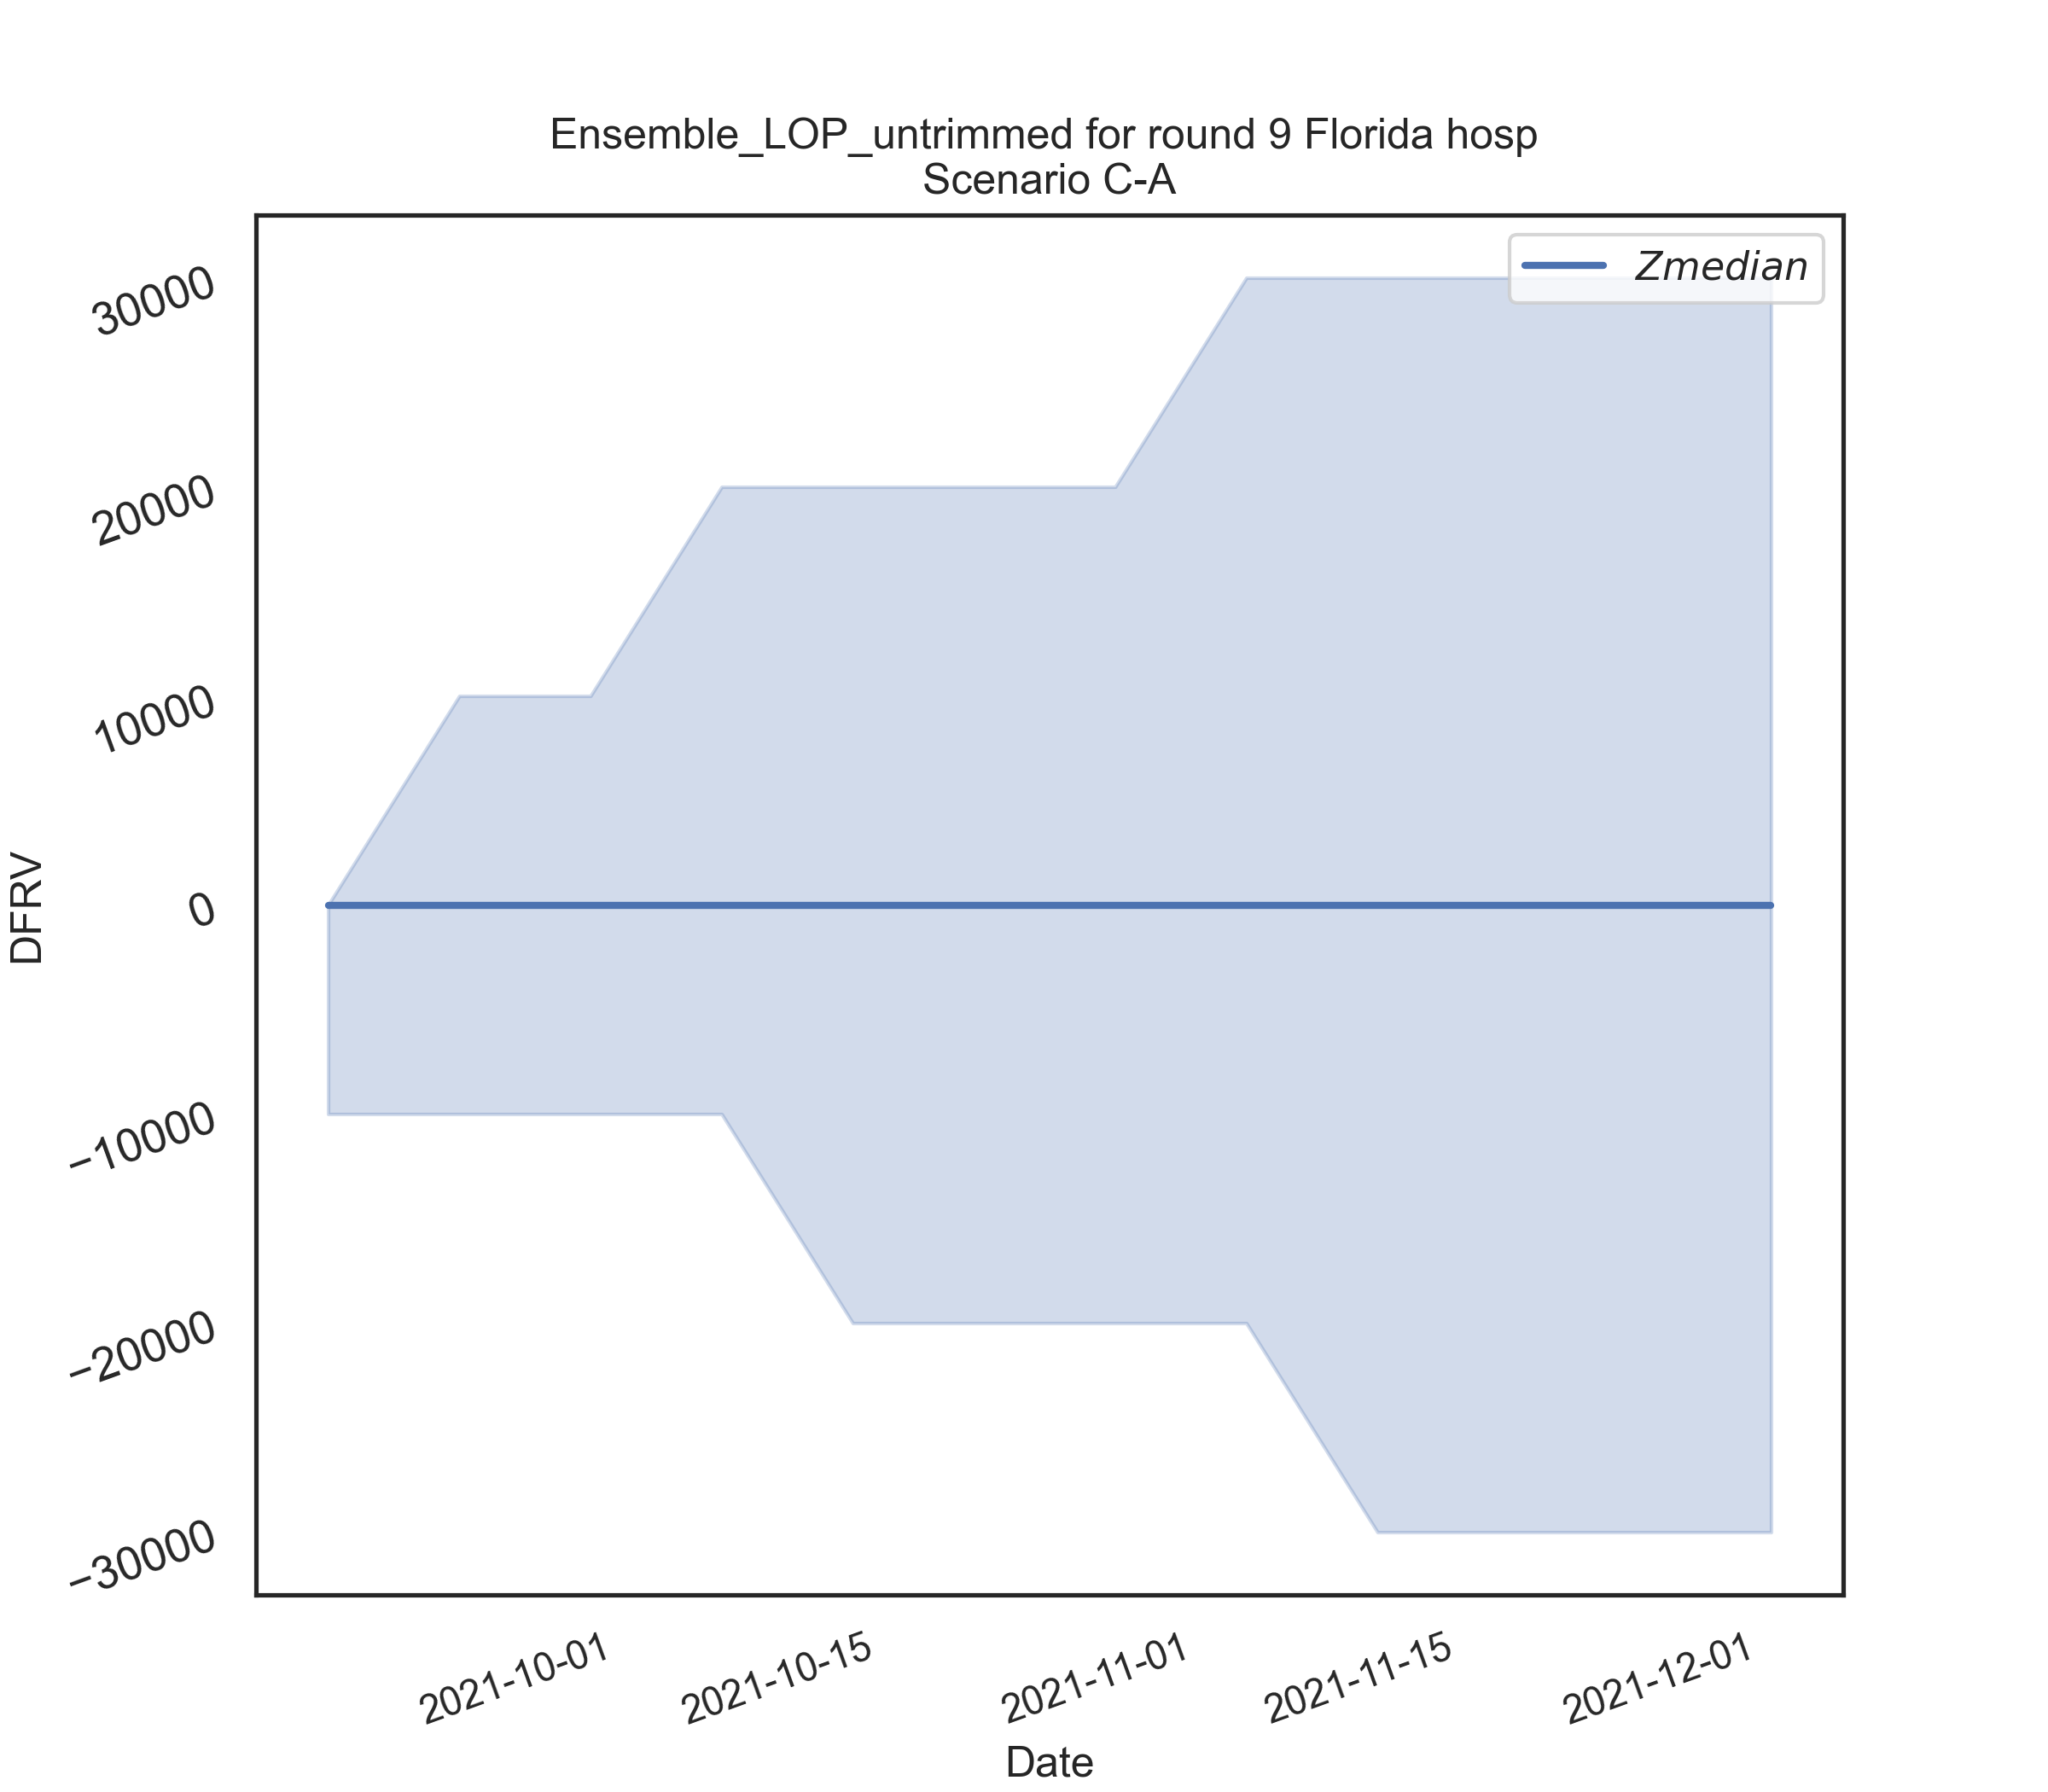 Ensemble_LOP_untrimmed for round 9 Florida hosp
Scenario C-A
Zmedian
30000
20000
10000
0
−10000
−20000
−30000
DFRV
2021-10-01
2021-10-15
2021-11-01
2021-11-15
2021-12-01
Date